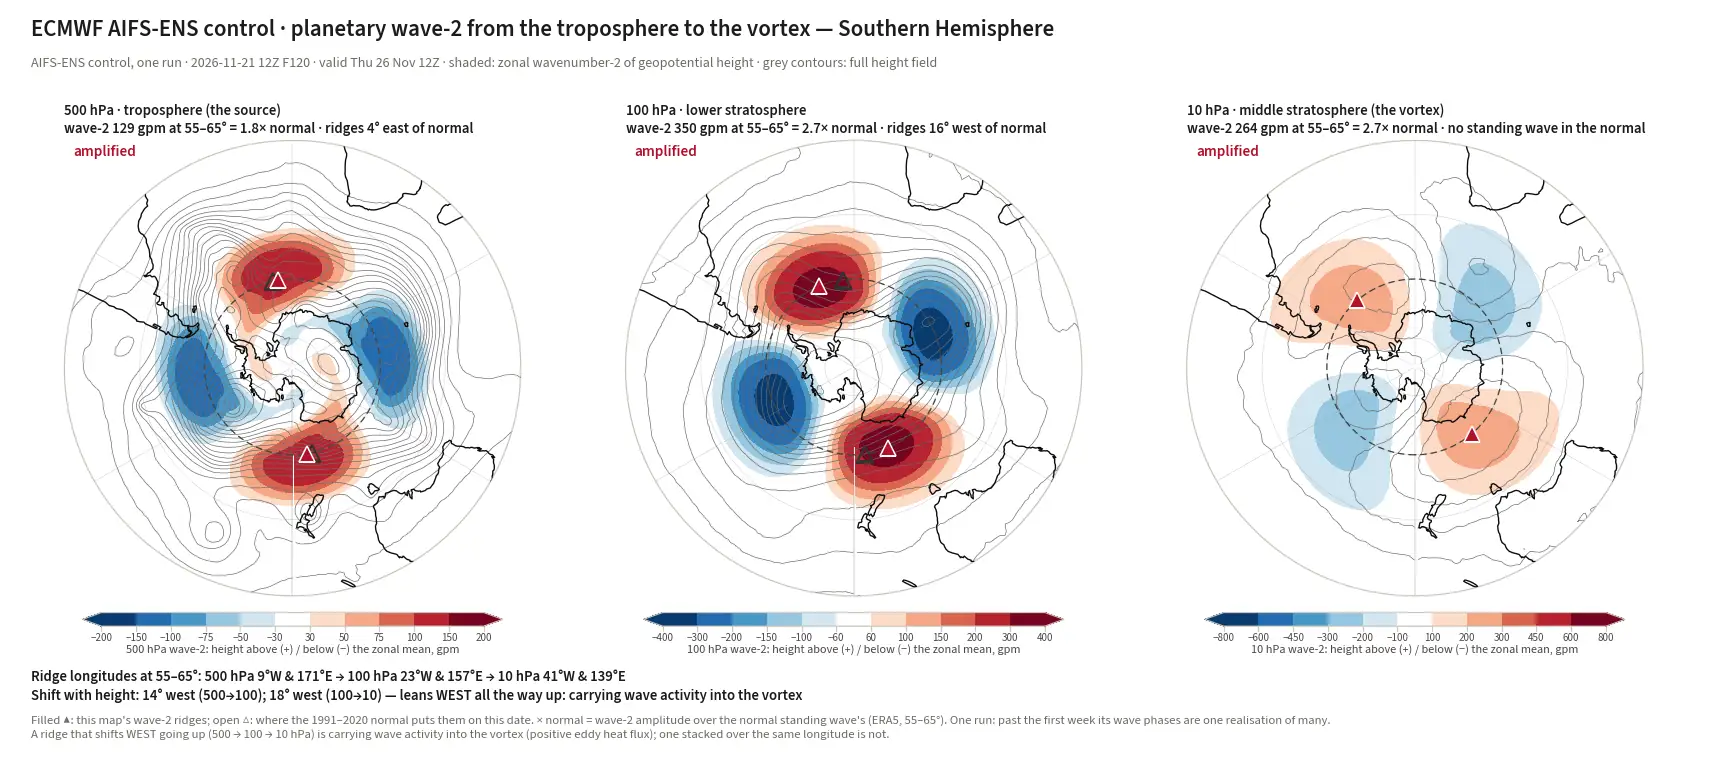 ECMWF AIFS-ENS control · planetary wave-2 from the troposphere to the vortex — Southern Hemisphere
AIFS-ENS control, one run · 2026-11-21 12Z F120 · valid Thu 26 Nov 12Z · shaded: zonal wavenumber-2 of geopotential height · grey contours: full height field
500 hPa · troposphere (the source)
wave-2 129 gpm at 55–65° = 1.8× normal · ridges 4° east of normal
amplified
100 hPa · lower stratosphere
wave-2 350 gpm at 55–65° = 2.7× normal · ridges 16° west of normal
amplified
10 hPa · middle stratosphere (the vortex)
wave-2 264 gpm at 55–65° = 2.7× normal · no standing wave in the normal
amplified
−200 −150 −100 −75 −50 −30 30 50 75 100 150 200
500 hPa wave-2: height above (+) / below (−) the zonal mean, gpm
−400 −300 −200 −150 −100 −60 60 100 150 200 300 400
100 hPa wave-2: height above (+) / below (−) the zonal mean, gpm
−800 −600 −450 −300 −200 −100 100 200 300 450 600 800
10 hPa wave-2: height above (+) / below (−) the zonal mean, gpm
Ridge longitudes at 55–65°: 500 hPa 9°W & 171°E → 100 hPa 23°W & 157°E → 10 hPa 41°W & 139°E
Shift with height: 14° west (500→100); 18° west (100→10) — leans WEST all the way up: carrying wave activity into the vortex
Filled ▲: this map's wave-2 ridges; open △: where the 1991–2020 normal puts them on this date. × normal = wave-2 amplitude over the normal standing wave's (ERA5, 55–65°). One run: past the first week its wave phases are one realisation of many.
A ridge that shifts WEST going up (500 → 100 → 10 hPa) is carrying wave activity into the vortex (positive eddy heat flux); one stacked over the same longitude is not.